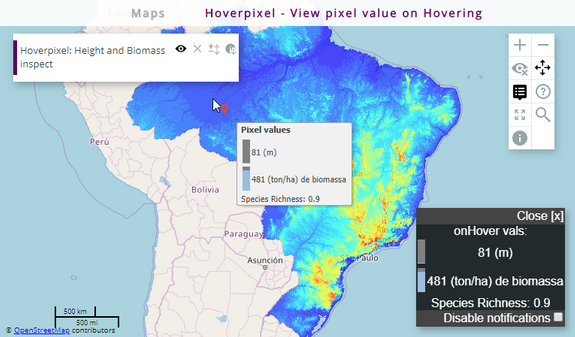 Maps
Hoverpixel - View pixel value on Hovering
Hoverpixel: Height and Biomass
inspect
Perú
Bolivia
Paraguay
Asunción
Pixel values
81 (m)
481 (ton/ha) de biomassa
Species Richness: 0.9
Close [x]
onHover vals:
81 (m)
481 (ton/ha) de biomassa
Species Richness: 0.9
Disable notifications
500 km
500 mi
© OpenStreetMap contributors